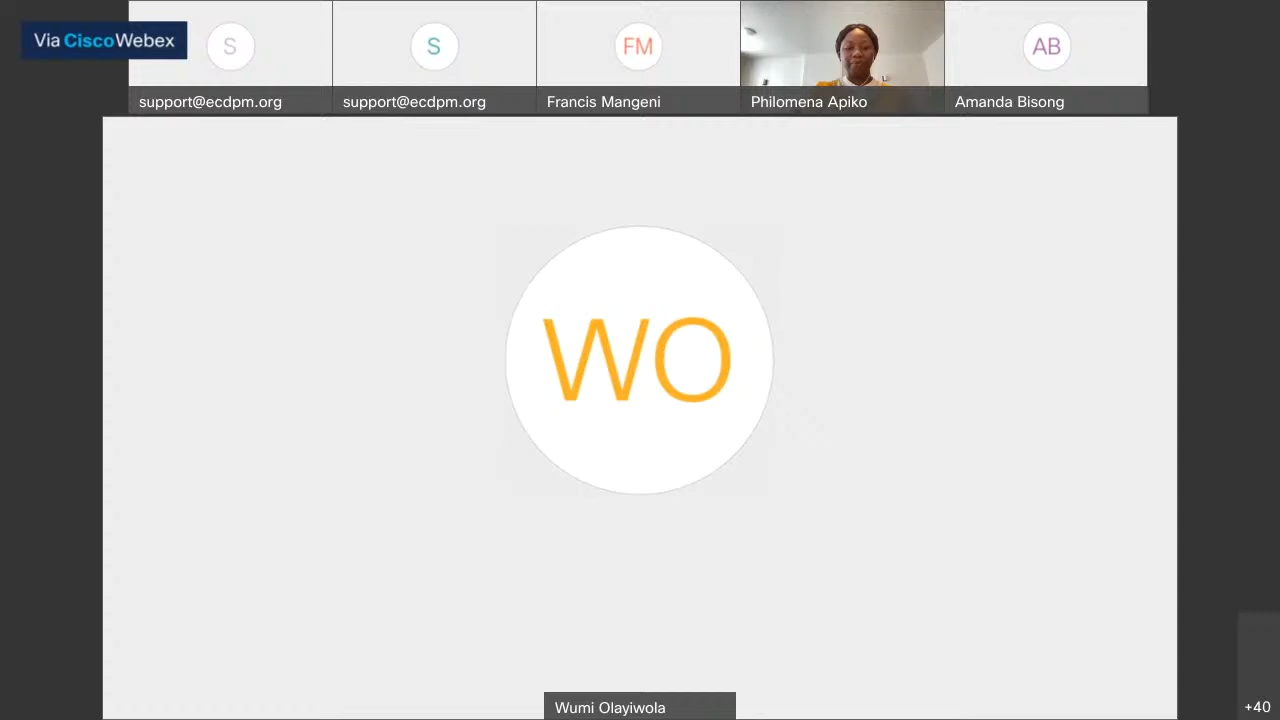 Via CiscoWebex
S
S
FM
AB
support@ecdpm.org
support@ecdpm.org
Francis Mangeni
Philomena Apiko
Amanda Bisong
WO
Wumi Olayiwola
+40